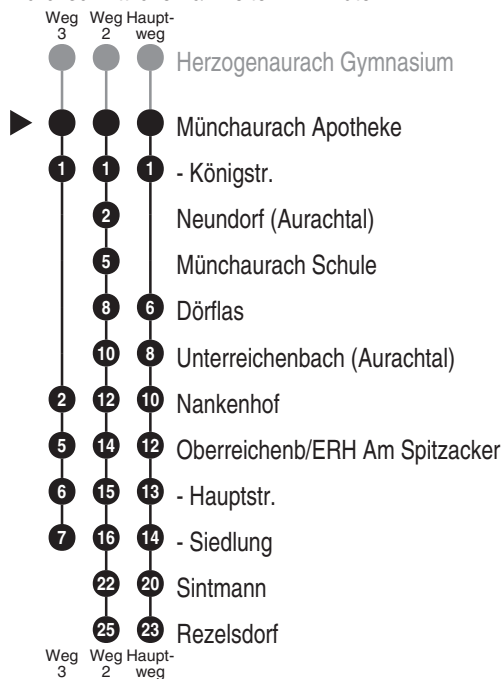 Weg Weg Haupt-
3 2 weg
Herzogenaurach Gymnasium
Münchaurach Apotheke
1 1 1 - Königstr.
2 Neundorf (Aurachtal)
5 Münchaurach Schule
8 6 Dörflas
10 8 Unterreichenbach (Aurachtal)
2 12 10 Nankenhof
5 14 12 Oberreichenb/ERH Am Spitzacker
6 15 13 - Hauptstr.
7 16 14 - Siedlung
22 20 Sintmann
25 23 Rezelsdorf
Weg Weg Haupt-
3 2 weg